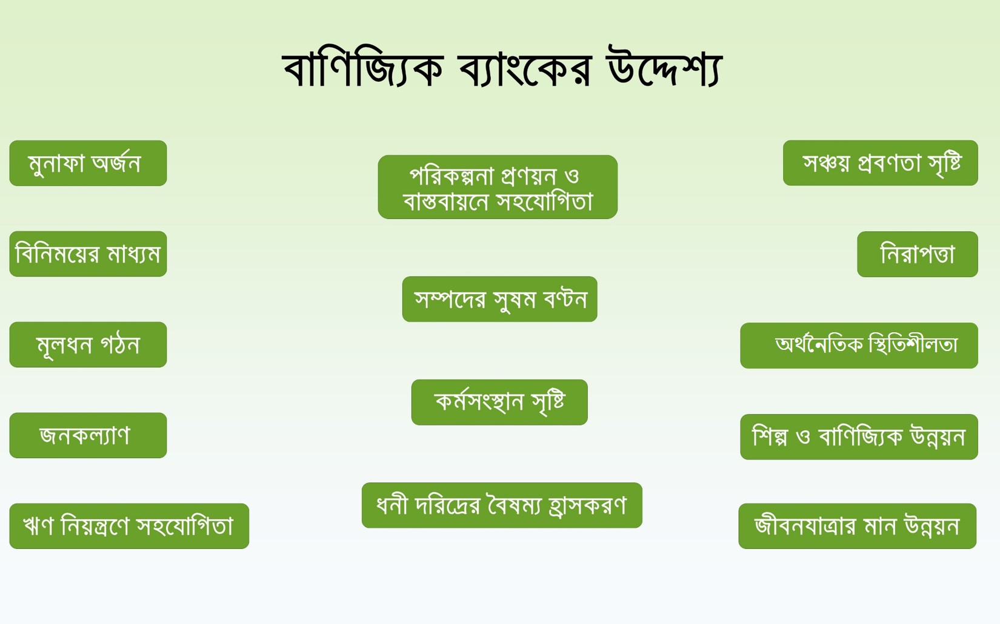 বাণিজ্যিক ব্যাংকের উদ্দেশ্য
মুনাফা অর্জন
বিনিময়ের মাধ্যম
মূলধন গঠন
জনকল্যাণ
ঋণ নিয়ন্ত্রণে সহযোগিতা
পরিকল্পনা প্রণয়ন ও
বাস্তবায়নে সহযোগিতা
সম্পদের সুষম বণ্টন
কর্মসংস্থান সৃষ্টি
ধনী দরিদ্রের বৈষম্য হ্রাসকরণ
সঞ্চয় প্রবণতা সৃষ্টি
নিরাপত্তা
অর্থনৈতিক স্থিতিশীলতা
শিল্প ও বাণিজ্যিক উন্নয়ন
জীবনযাত্রার মান উন্নয়ন